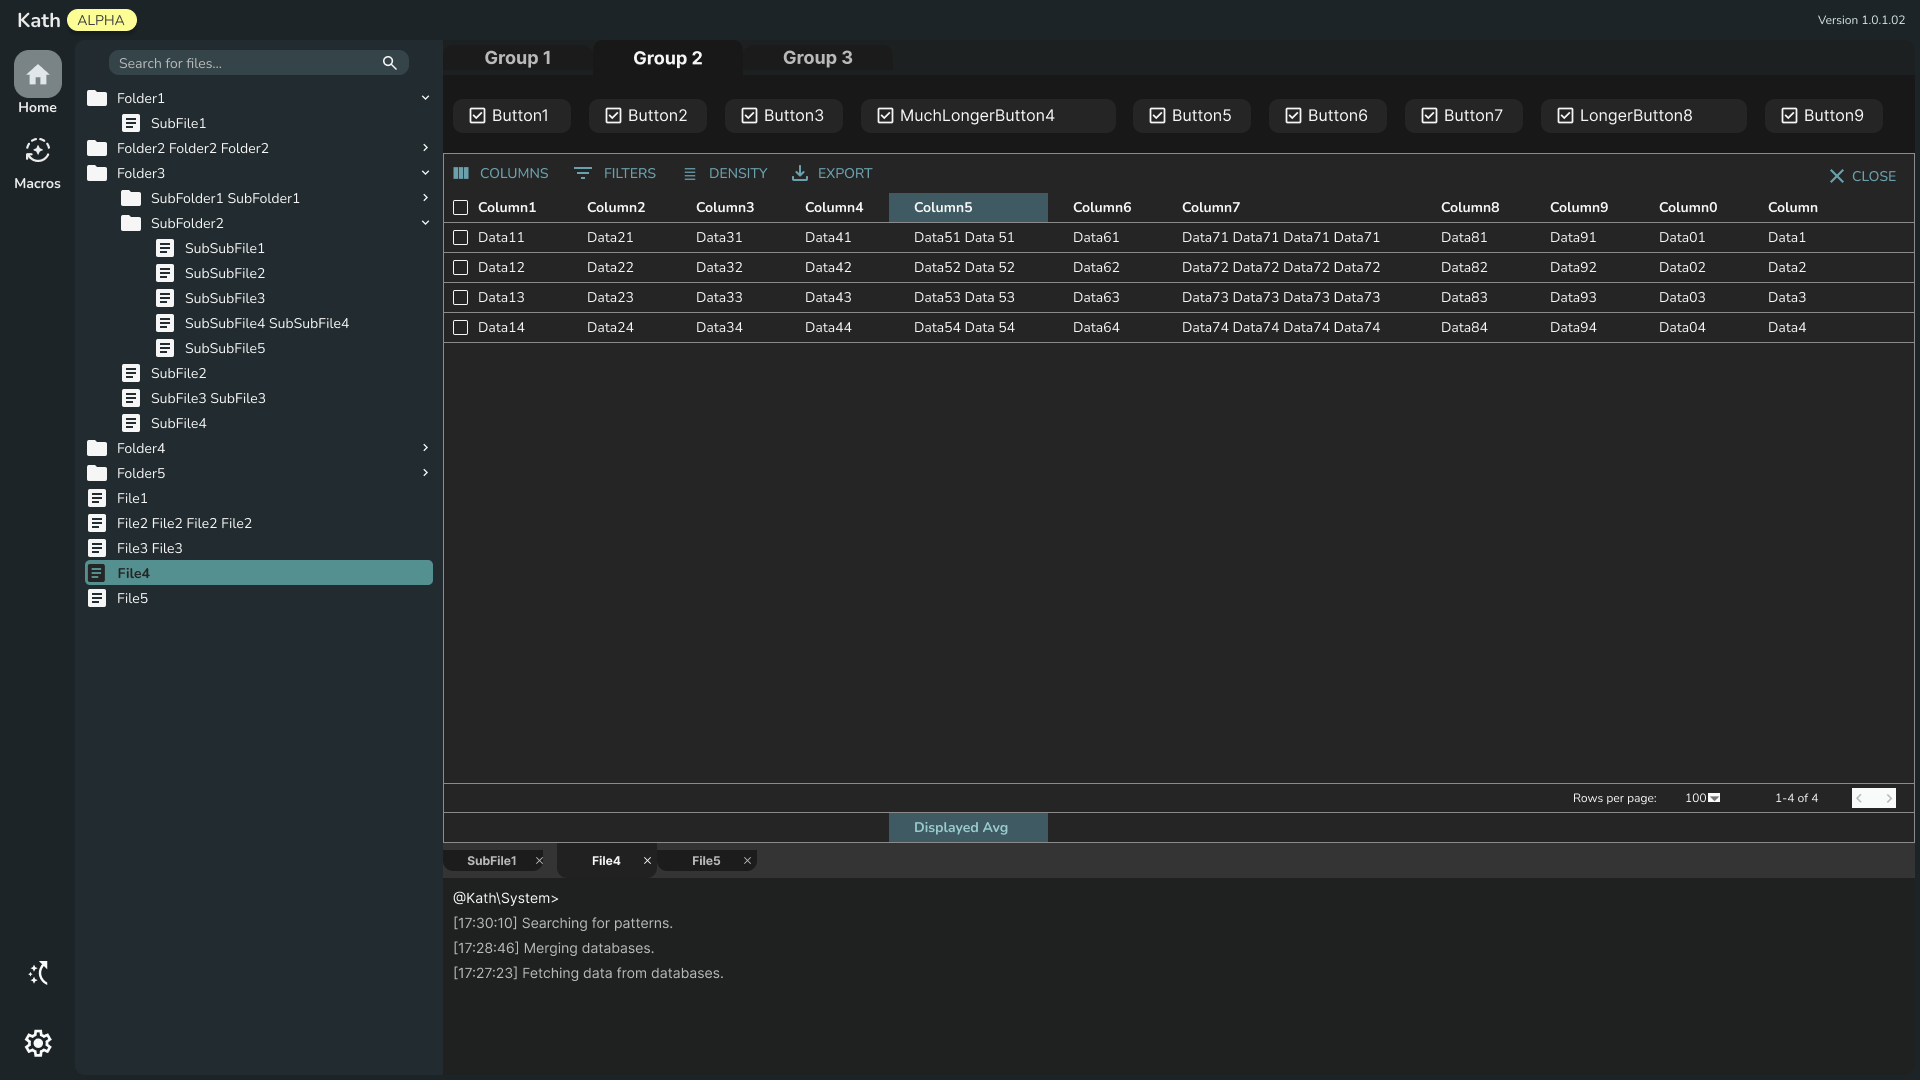 Kath ALPHA
Version 1.0.1.02
Home
Macros
Search for files...
Folder1
SubFile1
Folder2 Folder2 Folder2
Folder3
SubFolder1 SubFolder1
SubFolder2
SubSubFile1
SubSubFile2
SubSubFile3
SubSubFile4 SubSubFile4
SubSubFile5
SubFile2
SubFile3 SubFile3
SubFile4
Folder4
Folder5
File1
File2 File2 File2 File2
File3 File3
File4
File5
Group 1 Group 2 Group 3
Button1 Button2 Button3 MuchLongerButton4 Button5 Button6 Button7 LongerButton8 Button9
COLUMNS FILTERS DENSITY EXPORT CLOSE
Column1 Column2 Column3 Column4 Column5 Column6 Column7 Column8 Column9 Column0 Column
Data11 Data21 Data31 Data41 Data51 Data 51 Data61 Data71 Data71 Data71 Data71 Data81 Data91 Data01 Data1
Data12 Data22 Data32 Data42 Data52 Data 52 Data62 Data72 Data72 Data72 Data72 Data82 Data92 Data02 Data2
Data13 Data23 Data33 Data43 Data53 Data 53 Data63 Data73 Data73 Data73 Data73 Data83 Data93 Data03 Data3
Data14 Data24 Data34 Data44 Data54 Data 54 Data64 Data74 Data74 Data74 Data74 Data84 Data94 Data04 Data4
Rows per page: 100 1-4 of 4
Displayed Avg
SubFile1 File4 File5
@Kath\System>
[17:30:10] Searching for patterns.
[17:28:46] Merging databases.
[17:27:23] Fetching data from databases.